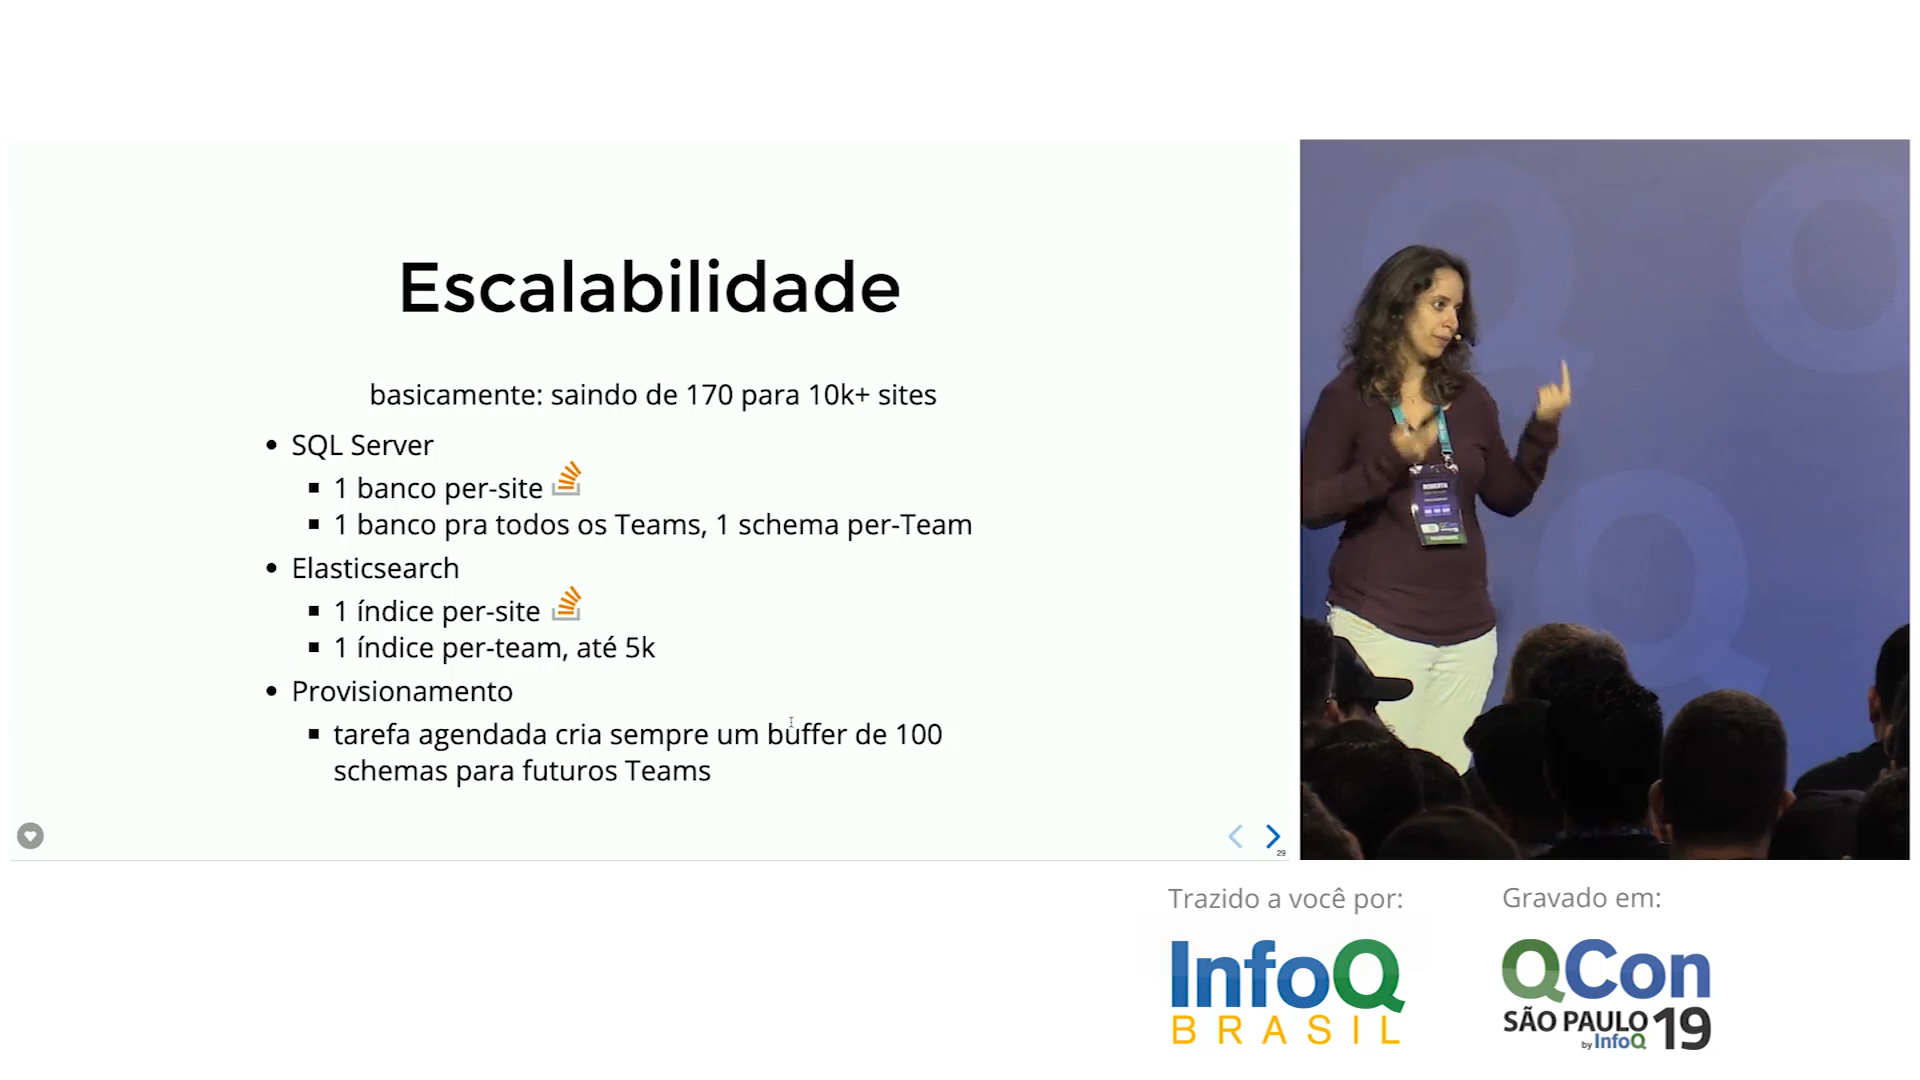 Escalabilidade
basicamente: saindo de 170 para 10k+ sites
SQL Server
1 banco per-site
1 banco pra todos os Teams, 1 schema per-Team
Elasticsearch
1 índice per-site
1 índice per-team, até 5k
Provisionamento
tarefa agendada cria sempre um buffer de 100
schemas para futuros Teams
29
ROBERTA
Trazido a você por:
InfoQ
BRASIL
Gravado em:
QCon
SÃO PAULO 19
by InfoQ